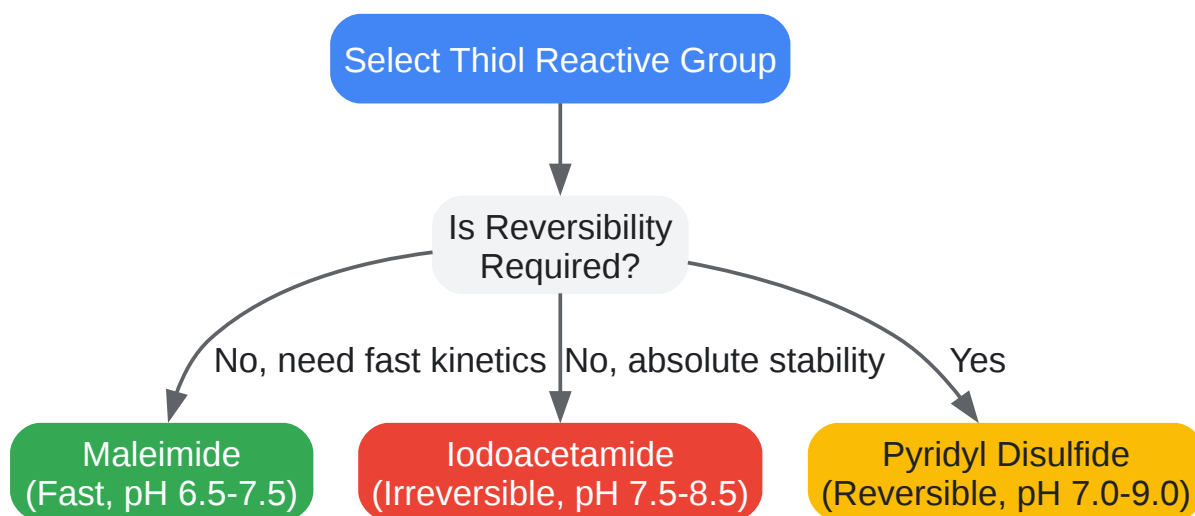 Select Thiol Reactive Group
Is Reversibility
Required?
No, need fast kinetics
No, absolute stability
Yes
Maleimide
(Fast, pH 6.5-7.5)
Iodoacetamide
(Irreversible, pH 7.5-8.5)
Pyridyl Disulfide
(Reversible, pH 7.0-9.0)